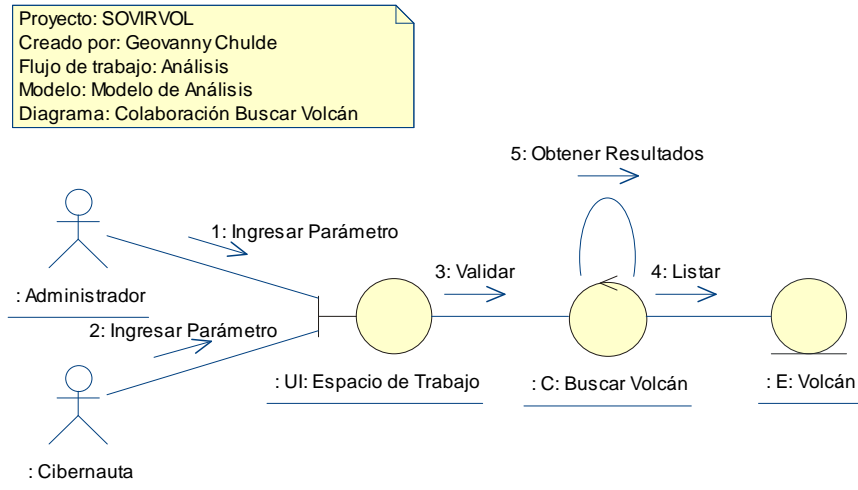 Proyecto: SOVIRVOL
Creado por: Geovanny Chulde
Flujo de trabajo: Análisis
Modelo: Modelo de Análisis
Diagrama: Colaboración Buscar Volcán
5: Obtener Resultados
1: Ingresar Parámetro
3: Validar
4: Listar
: Administrador
2: Ingresar Parámetro
: UI: Espacio de Trabajo
: C: Buscar Volcán
: E: Volcán
: Cibernauta